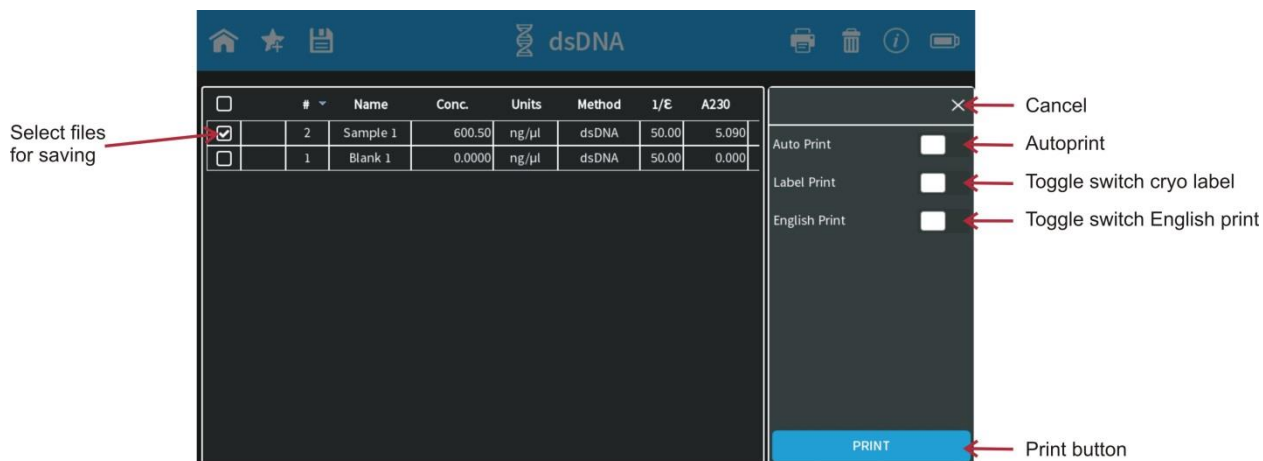 dsDNA
# Name Conc. Units Method 1/ε A230
2 Sample 1 600.50 ng/µl dsDNA 50.00 5.090
1 Blank 1 0.0000 ng/µl dsDNA 50.00 0.000
Select files
for saving
Cancel
Auto Print
Autoprint
Label Print
Toggle switch cryo label
English Print
Toggle switch English print
PRINT
Print button